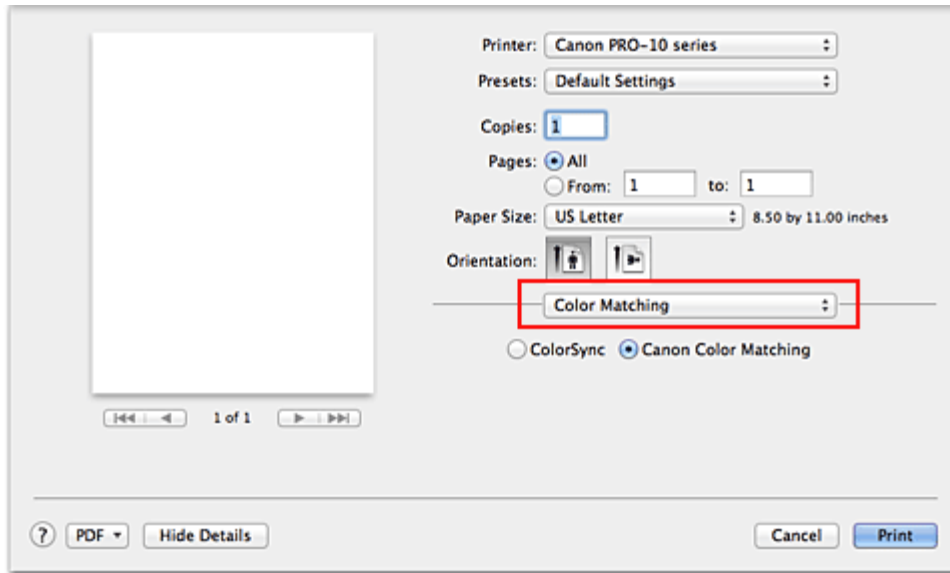 Printer: Canon PRO-10 series
Presets: Default Settings
Copies: 1
Pages: All
From: 1 to: 1
Paper Size: US Letter 8.50 by 11.00 inches
Orientation:
Color Matching
ColorSync Canon Color Matching
1 of 1
? PDF Hide Details Cancel Print